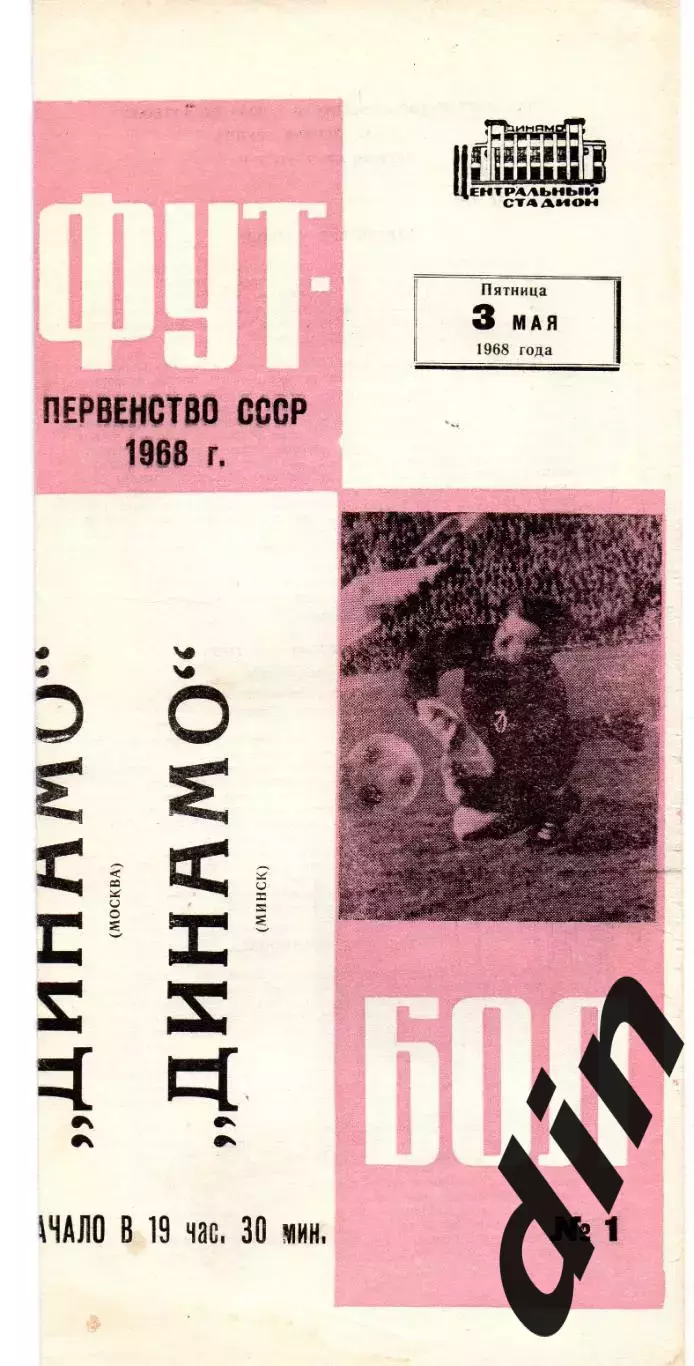 ДИНАМО
ЦЕНТРАЛЬНЫЙ
СТАДИОН
Пятница
3 МАЯ
1968 года
ФУТ-
ПЕРВЕНСТВО СССР
1968 г.
„ДИНАМО“
(МОСКВА)
„ДИНАМО“
(МИНСК)
БОЛ
АЧАЛО В 19 час. 30 мин.
№ 1
din